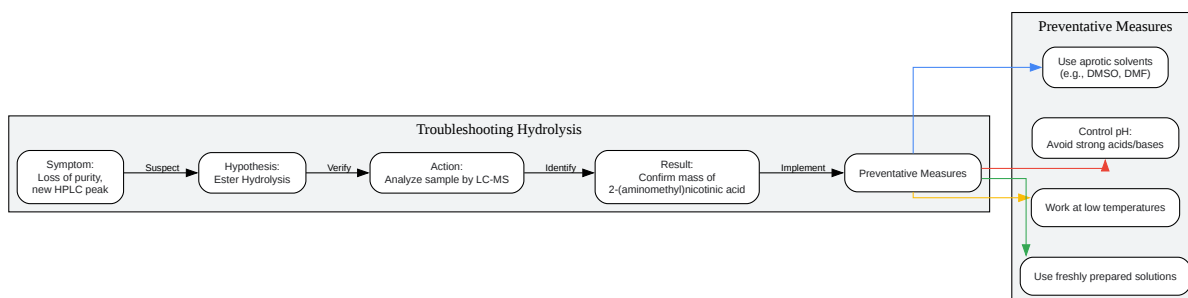 Preventative Measures
Use aprotic solvents
(e.g., DMSO, DMF)
Troubleshooting Hydrolysis
Control pH:
Avoid strong acids/bases
Symptom:
Loss of purity,
new HPLC peak
Suspect
Hypothesis:
Ester Hydrolysis
Verify
Action:
Analyze sample by LC-MS
Identify
Result:
Confirm mass of
2-(aminomethyl)nicotinic acid
Implement
Preventative Measures
Work at low temperatures
Use freshly prepared solutions